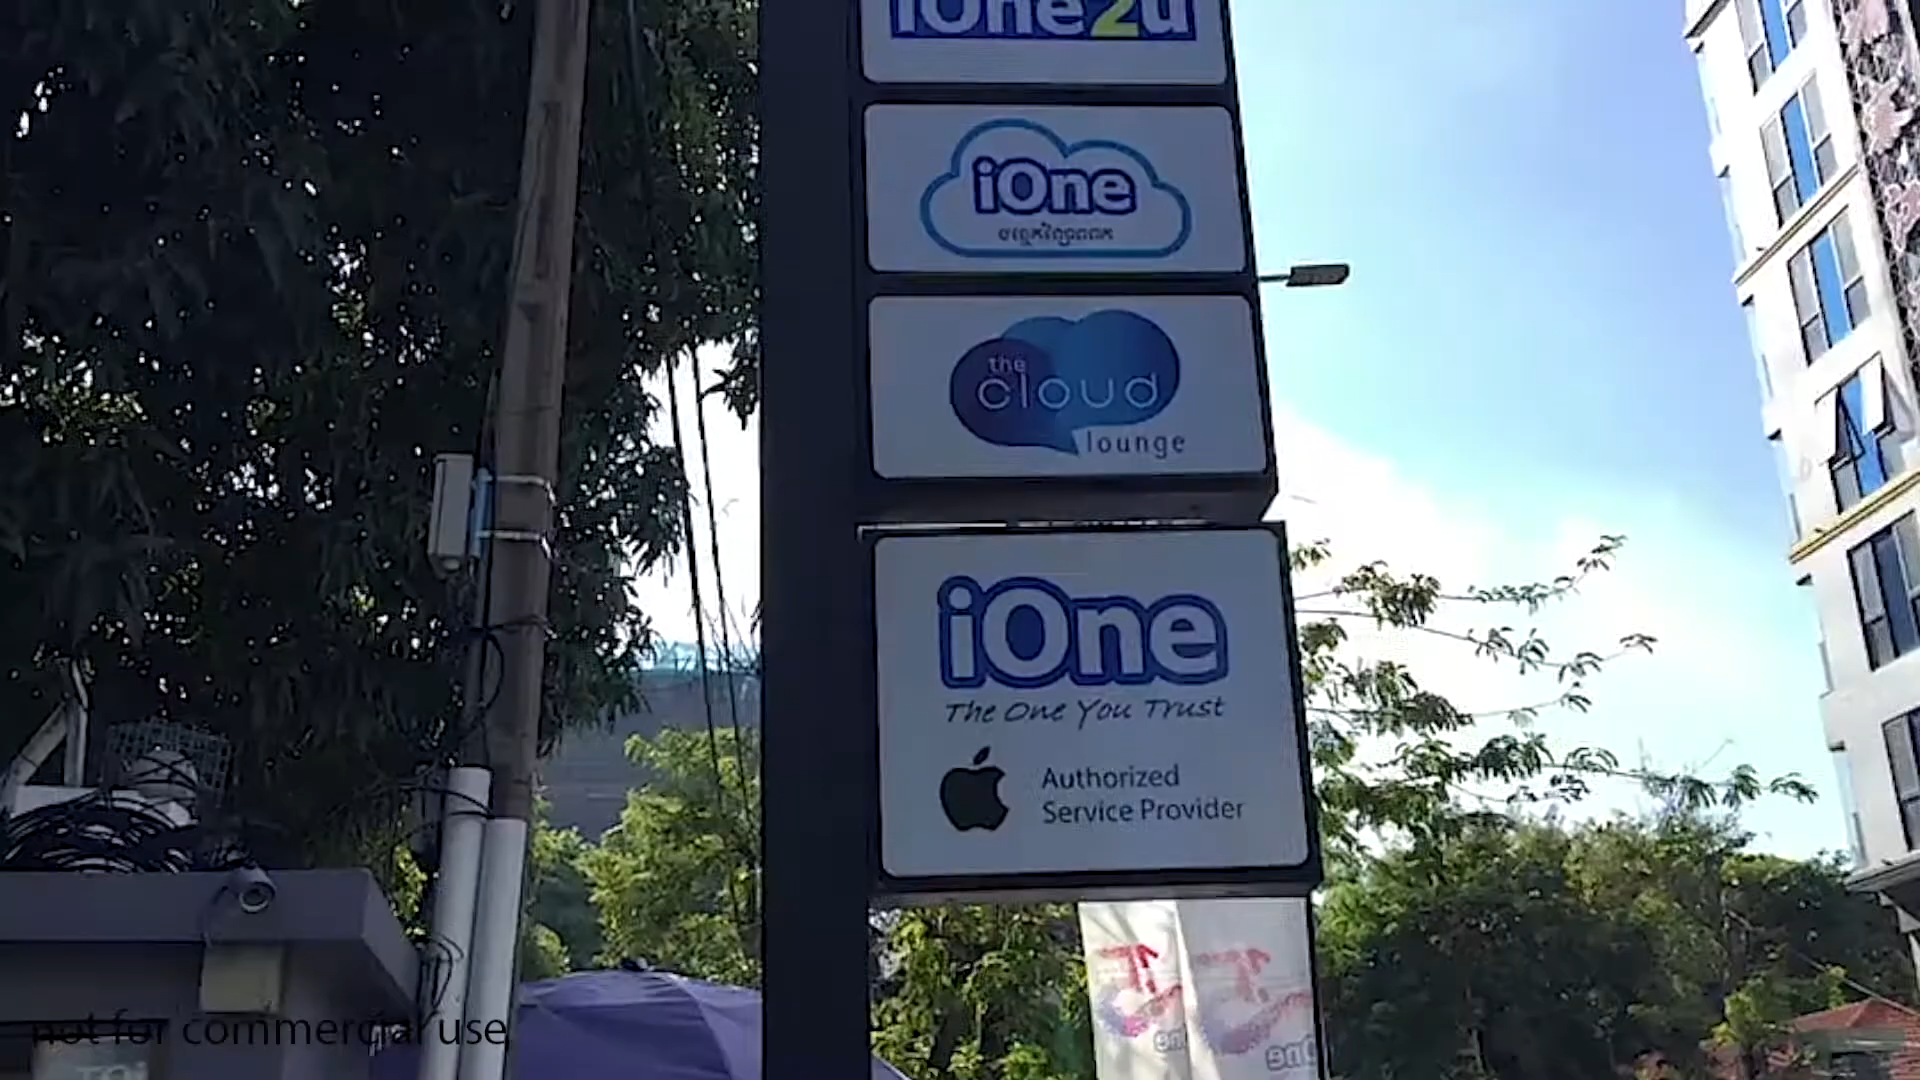 iOne2u
iOne
the
cloud
lounge
iOne
The One You Trust
Authorized
Service Provider
not for commercial use